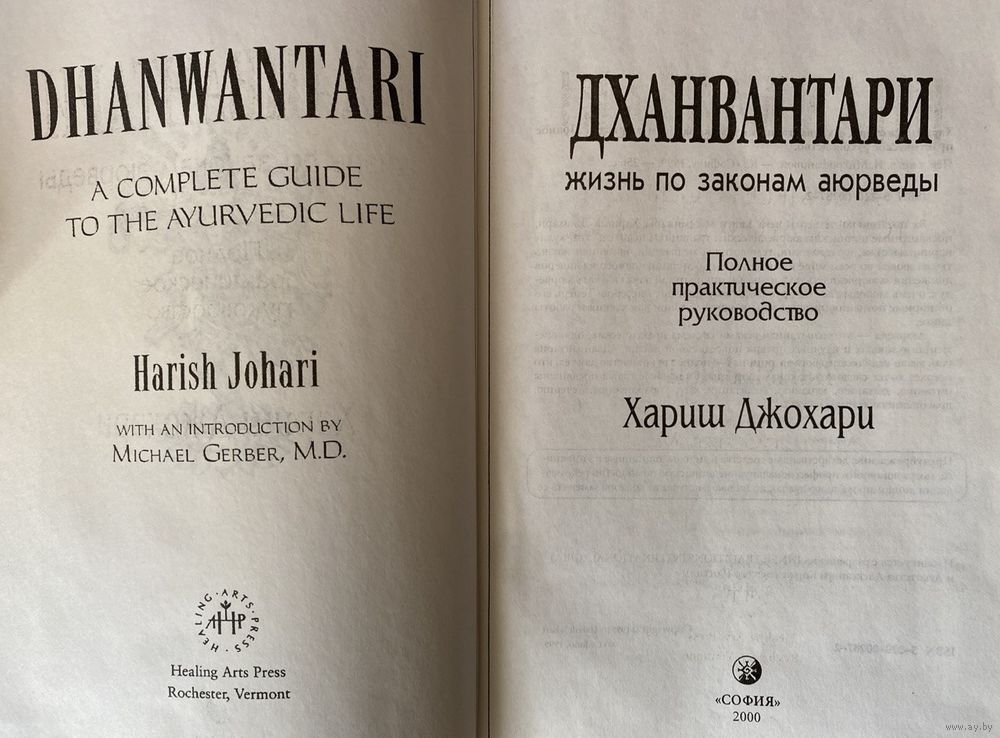 DHANWANTARI
A COMPLETE GUIDE
TO THE AYURVEDIC LIFE
Harish Johari
WITH AN INTRODUCTION BY
MICHAEL GERBER, M.D.
HEALING · ARTS · PRESS ·
AHP
Healing Arts Press
Rochester, Vermont
ДХАНВАНТАРИ
жизнь по законам аюрведы
Полное
практическое
руководство
Хариш Джохари
«СОФИЯ»
2000
www.ay.by